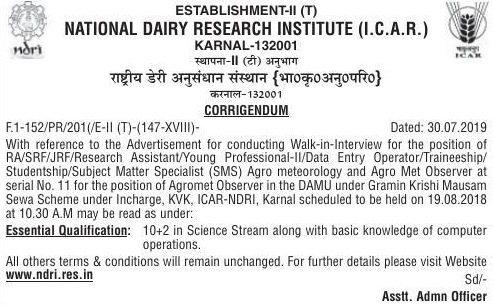 ESTABLISHMENT-II (T)
NATIONAL DAIRY RESEARCH INSTITUTE (I.C.A.R.)
KARNAL-132001
स्थापना-II (टी) अनुभाग
राष्ट्रीय डेरी अनुसंधान संस्थान {भा०कृ०अनु०परि०}
करनाल-132001
ndri
ICAR
CORRIGENDUM
F.1-152/PR/201(/E-II (T)-(147-XVIII)- Dated: 30.07.2019
With reference to the Advertisement for conducting Walk-in-Interview for the position of
RA/SRF/JRF/Research Assistant/Young Professional-II/Data Entry Operator/Traineeship/
Studentship/Subject Matter Specialist (SMS) Agro meteorology and Agro Met Observer at
serial No. 11 for the position of Agromet Observer in the DAMU under Gramin Krishi Mausam
Sewa Scheme under Incharge, KVK, ICAR-NDRI, Karnal scheduled to be held on 19.08.2018
at 10.30 A.M may be read as under:
Essential Qualification: 10+2 in Science Stream along with basic knowledge of computer
operations.
All others terms & conditions will remain unchanged. For further details please visit Website
www.ndri.res.in Sd/-
Asstt. Admn Officer